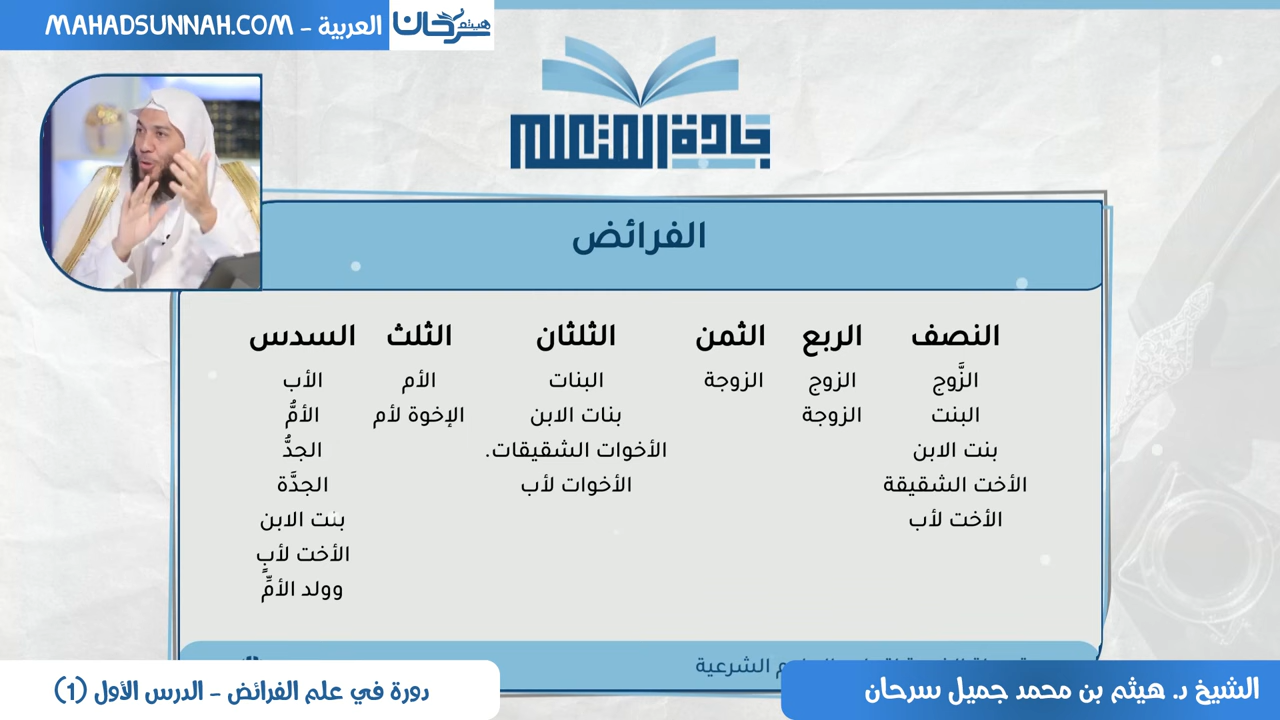 MAHADSUNNAH.COM - العربية
هيثم سرحان
جادة المتعلم
الفرائض
النصف الربع الثمن الثلثان الثلث السدس
الزَّوج الزوج الزوجة البنات الأم الأب
البنت الزوجة بنات الابن الإخوة لأم الأمُّ
بنت الابن الأخوات الشقيقات. الجدُّ
الأخت الشقيقة الأخوات لأب الجدَّة
الأخت لأب بنت الابن
الأخت لأبٍ
وولد الأمِّ
الشرعية
الشيخ د. هيثم بن محمد جميل سرحان
دورة في علم الفرائض - الدرس الأول (1)